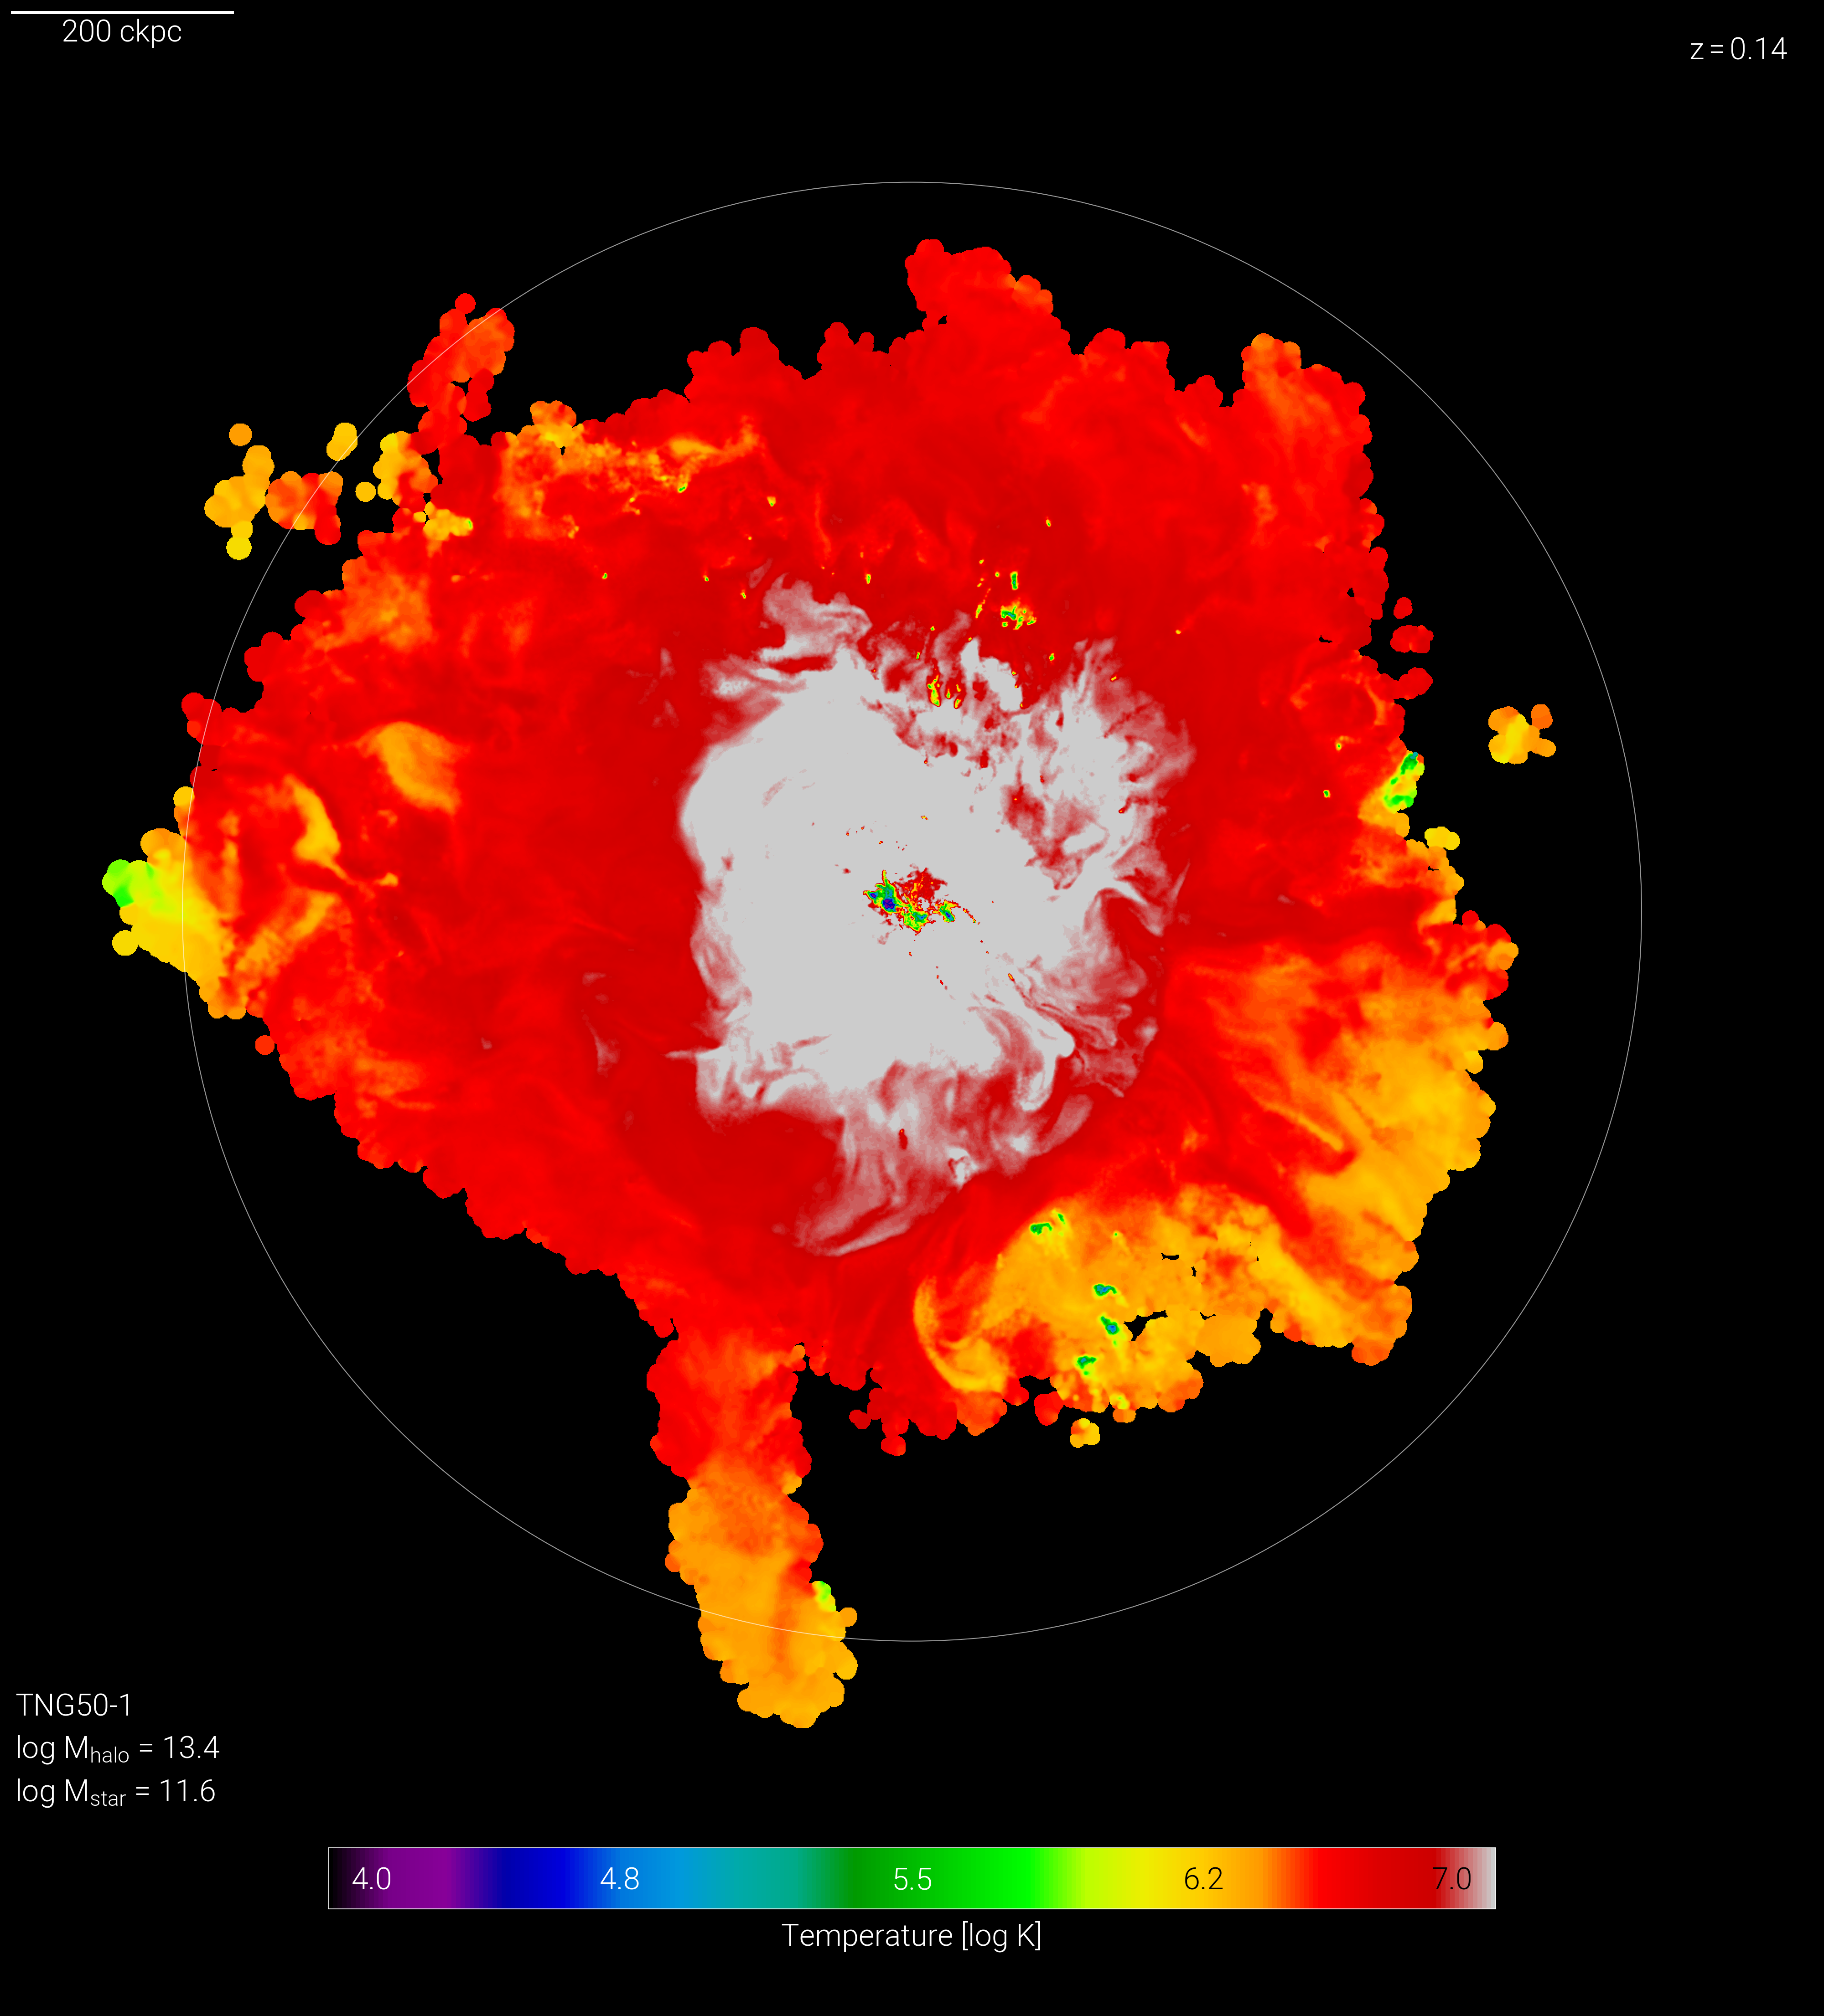 200 ckpc
z = 0.14
TNG50-1
log Mhalo = 13.4
log Mstar = 11.6
4.0 4.8 5.5 6.2 7.0
Temperature [log K]